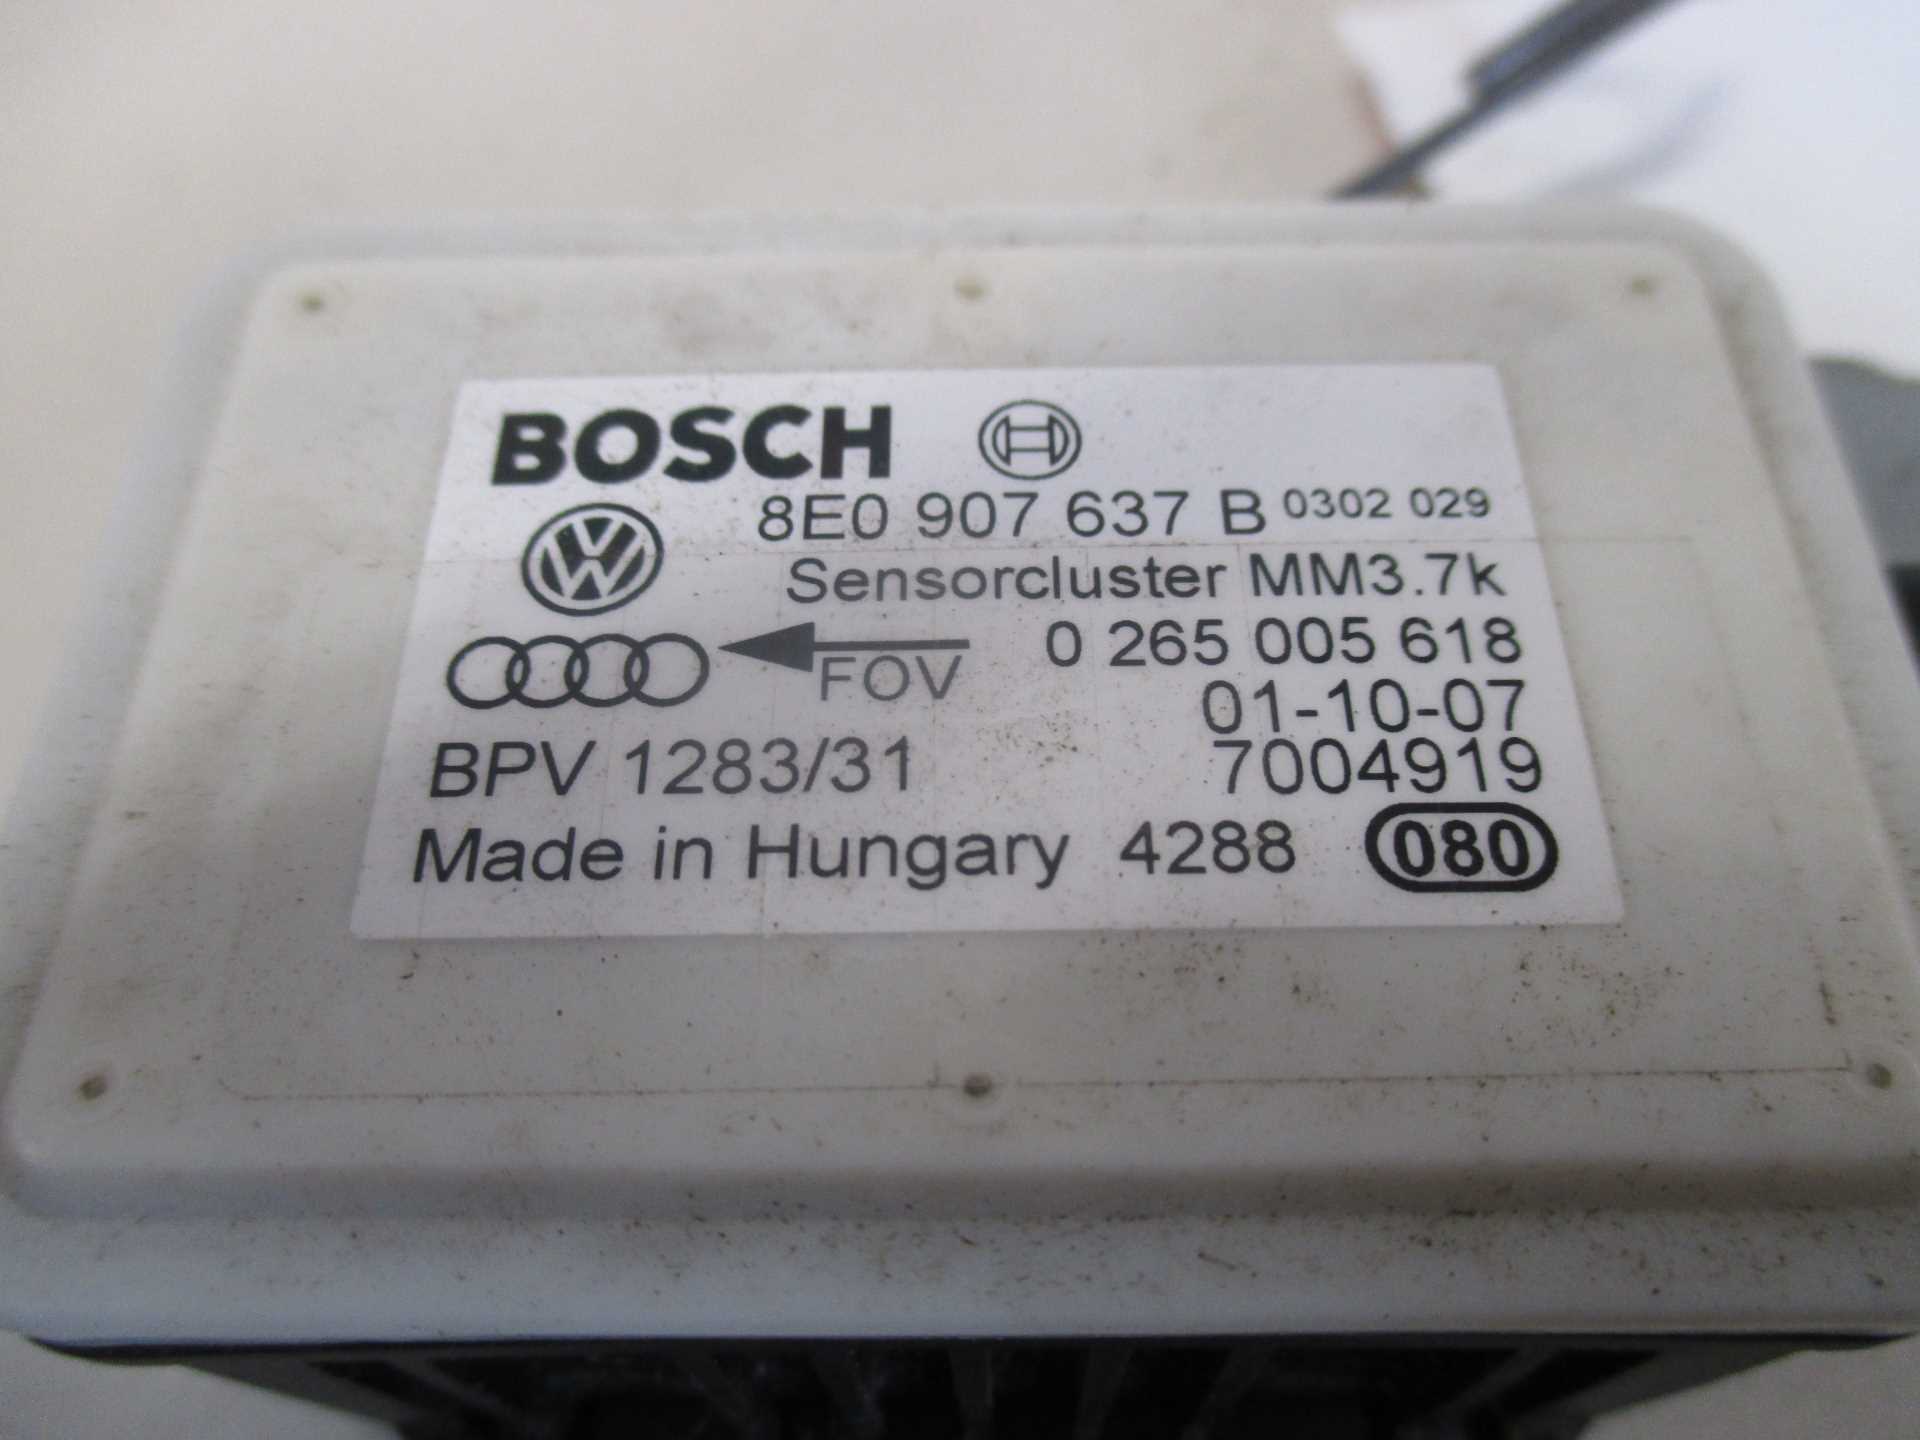 BOSCH
8E0 907 637 B 0302 029
Sensorcluster MM3.7k
FOV 0 265 005 618
01-10-07
BPV 1283/31 7004919
Made in Hungary 4288 080